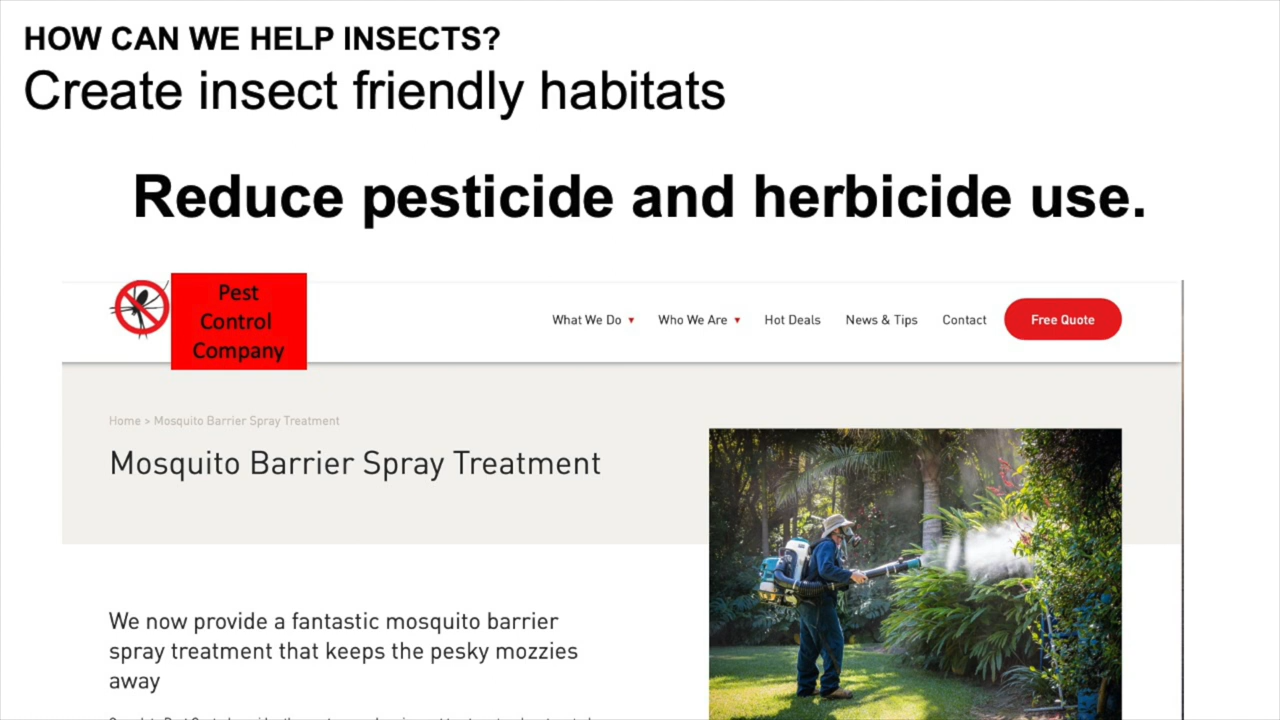 HOW CAN WE HELP INSECTS?
Create insect friendly habitats
Reduce pesticide and herbicide use.
Pest
Control
Company
What We Do ▾ Who We Are ▾ Hot Deals News & Tips Contact Free Quote
Home > Mosquito Barrier Spray Treatment
Mosquito Barrier Spray Treatment
We now provide a fantastic mosquito barrier
spray treatment that keeps the pesky mozzies
away